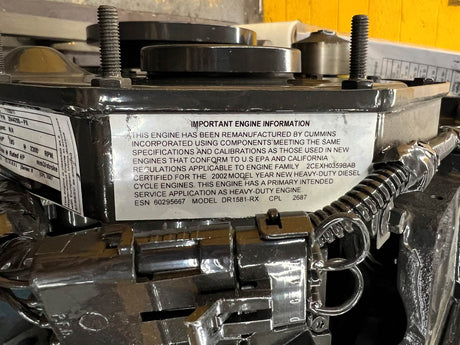 IMPORTANT ENGINE INFORMATION
THIS ENGINE HAS BEEN REMANUFACTURED BY CUMMINS
INCORPORATED USING COMPONENTS MEETING THE SAME
SPECIFICATIONS AND CALIBRATIONS AS THOSE USED IN NEW
ENGINES THAT CONFORM TO U S EPA AND CALIFORNIA
REGULATIONS APPLICABLE TO ENGINE FAMILY 2CEXH0359BAB
CERTIFIED FOR THE 2002 MODEL YEAR NEW HEAVY-DUTY DIESEL
CYCLE ENGINES. THIS ENGINE HAS A PRIMARY INTENDED
SERVICE APPLICATION AS HEAVY-DUTY ENGINE.
ESN 60295667 MODEL DR1581-RX CPL 2687